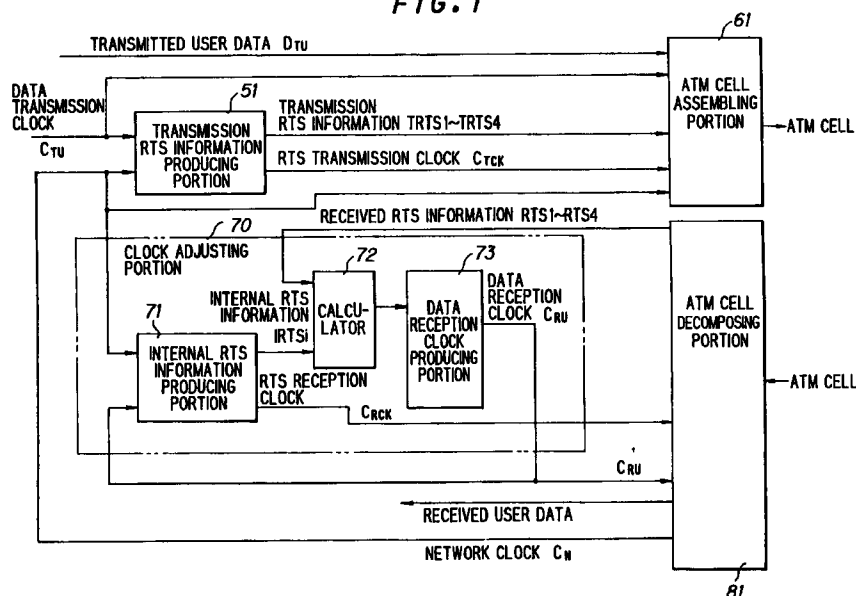 FIG. 1
TRANSMITTED USER DATA DTU
61
DATA
TRANSMISSION
CLOCK
CTU
51
TRANSMISSION
RTS INFORMATION
PRODUCING
PORTION
TRANSMISSION
RTS INFORMATION TRTS1~TRTS4
RTS TRANSMISSION CLOCK CTCK
ATM CELL
ASSEMBLING
PORTION
ATM CELL
RECEIVED RTS INFORMATION RTS1~RTS4
70
CLOCK ADJUSTING
PORTION
72
73
INTERNAL RTS
INFORMATION
IRTSi
CALCU-
LATOR
DATA
RECEPTION
CLOCK
PRODUCING
PORTION
DATA
RECEPTION
CLOCK CRU
71
INTERNAL RTS
INFORMATION
PRODUCING
PORTION
RTS RECEPTION
CLOCK
CRCK
ATM CELL
DECOMPOSING
PORTION
ATM CELL
CRU'
RECEIVED USER DATA
NETWORK CLOCK CN
81